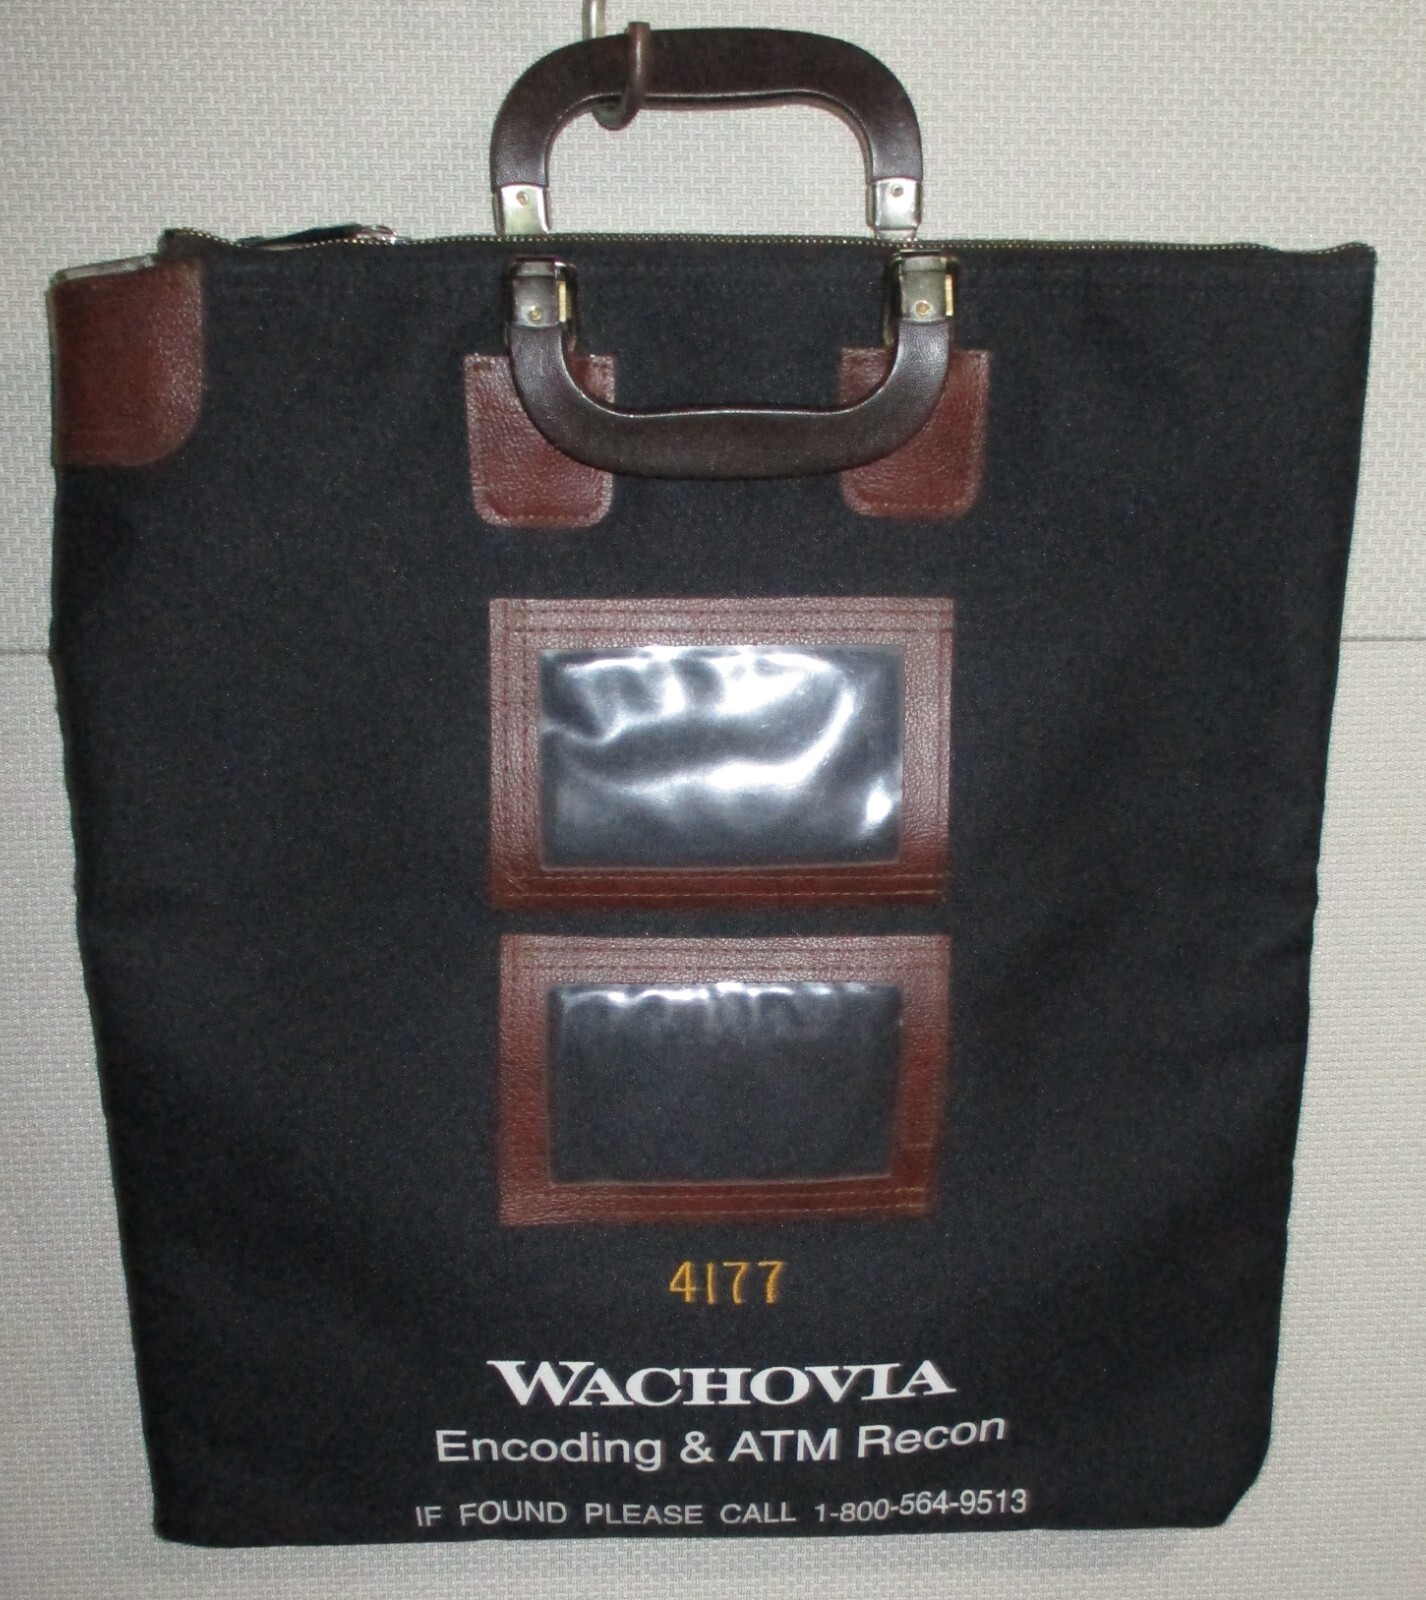 4177
WACHOVIA
Encoding & ATM Recon
IF FOUND PLEASE CALL 1-800-564-9513